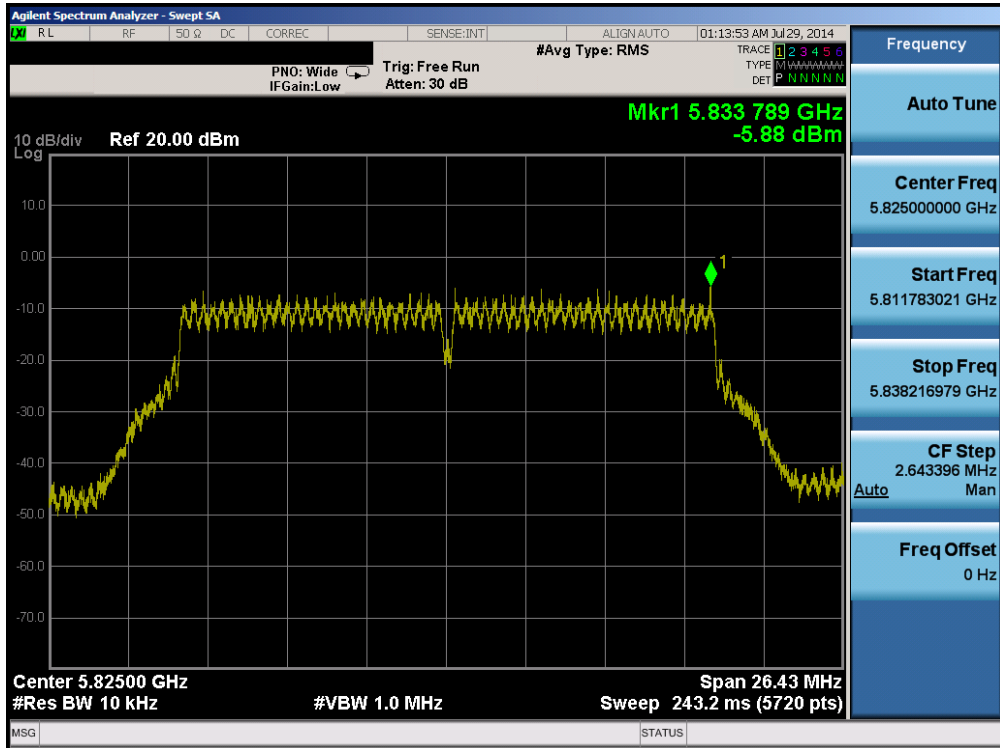 Agilent Spectrum Analyzer - Swept SA
LXI RL RF 50 Ω DC CORREC SENSE:INT ALIGN AUTO 01:13:53 AM Jul 29, 2014
#Avg Type: RMS TRACE 1 2 3 4 5 6
PNO: Wide Trig: Free Run TYPE M WWWWW
IFGain:Low Atten: 30 dB DET P N N N N N
Mkr1 5.833 789 GHz
-5.88 dBm
10 dB/div Ref 20.00 dBm
Log
10.0
0.00
1
-10.0
-20.0
-30.0
-40.0
-50.0
-60.0
-70.0
Center 5.82500 GHz Span 26.43 MHz
#Res BW 10 kHz #VBW 1.0 MHz Sweep 243.2 ms (5720 pts)
MSG STATUS
Frequency
Auto Tune
Center Freq
5.825000000 GHz
Start Freq
5.811783021 GHz
Stop Freq
5.838216979 GHz
CF Step
2.643396 MHz
Auto Man
Freq Offset
0 Hz